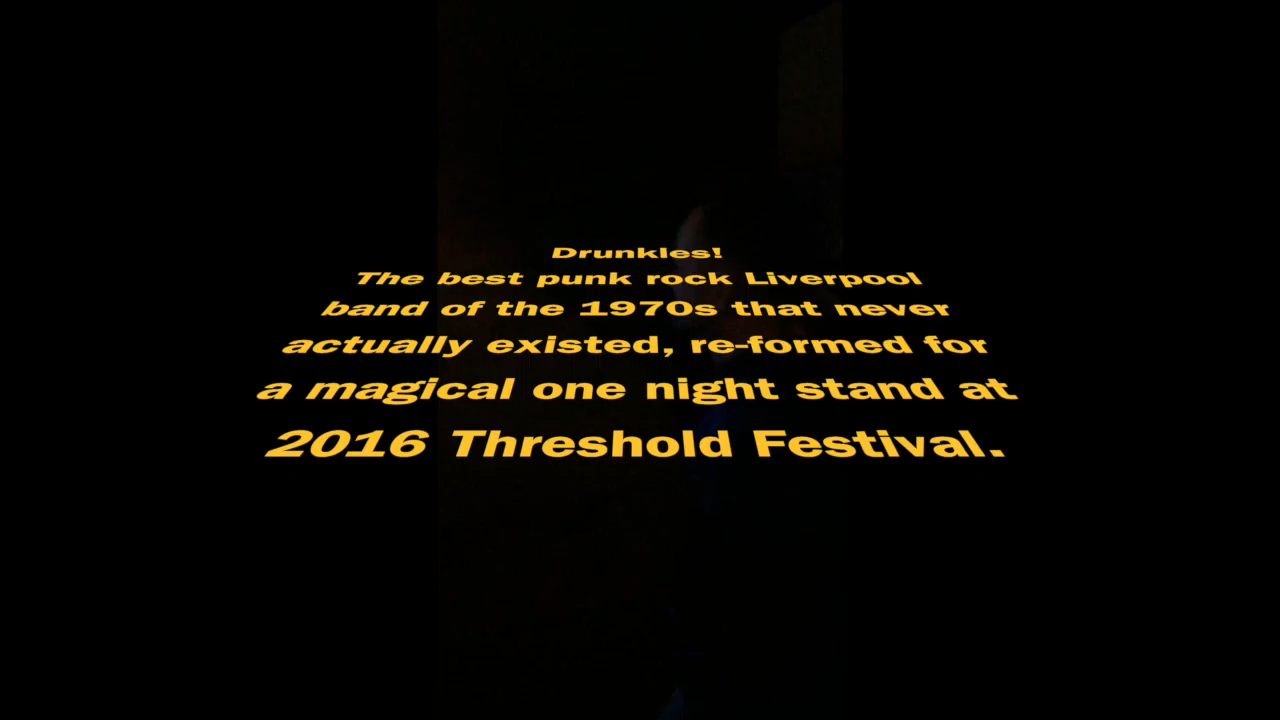 Drunkles!
The best punk rock Liverpool
band of the 1970s that never
actually existed, re-formed for
a magical one night stand at
2016 Threshold Festival.